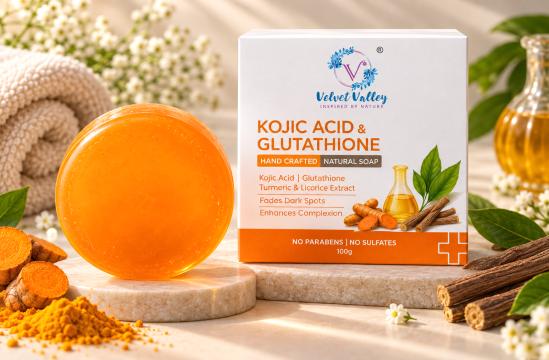 ®
V
Velvet Valley
INSPIRED BY NATURE
KOJIC ACID &
GLUTATHIONE
HAND CRAFTED NATURAL SOAP
Kojic Acid | Glutathione
Turmeric & Licorice Extract
Fades Dark Spots
Enhances Complexion
NO PARABENS | NO SULFATES
100g